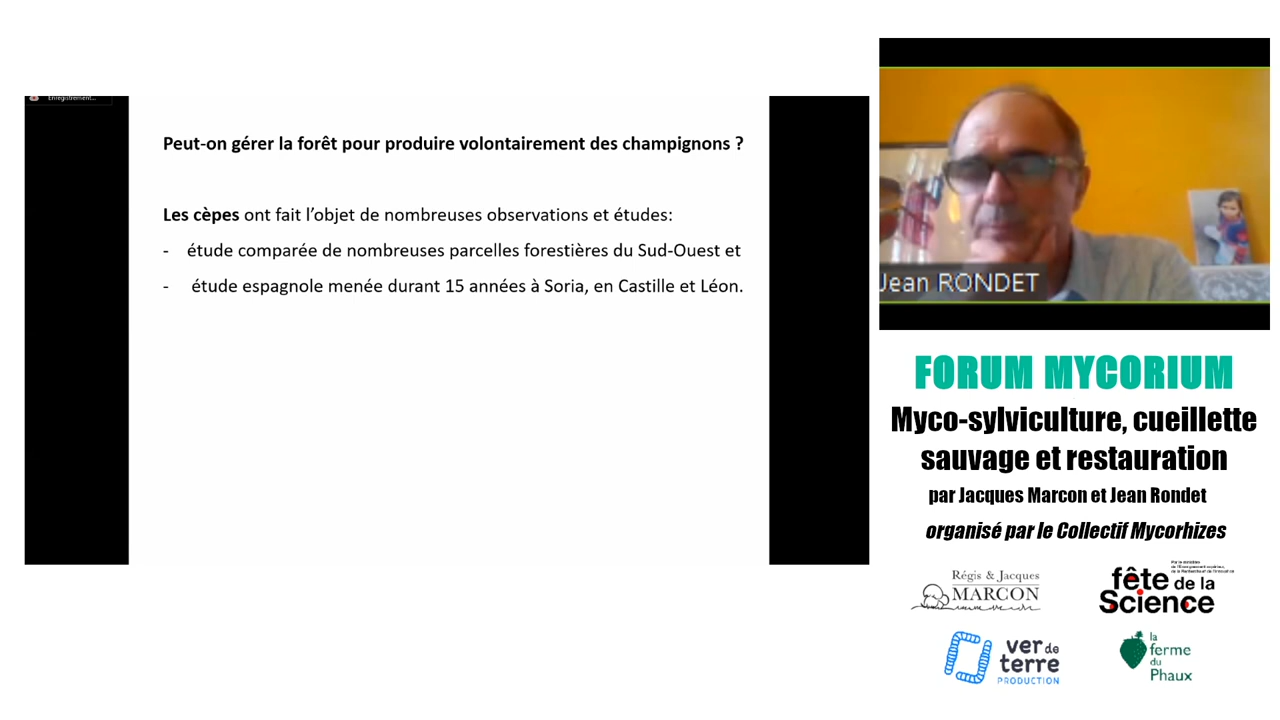 Enregistrement...
Peut-on gérer la forêt pour produire volontairement des champignons ?
Les cèpes ont fait l'objet de nombreuses observations et études:
- étude comparée de nombreuses parcelles forestières du Sud-Ouest et
- étude espagnole menée durant 15 années à Soria, en Castille et Léon.
Jean RONDET
FORUM MYCORIUM
Myco-sylviculture, cueillette
sauvage et restauration
par Jacques Marcon et Jean Rondet
organisé par le Collectif Mycorhizes
Régis & Jacques
MARCON
fête de la
Science
ver de
terre
PRODUCTION
la
ferme
du
Phaux